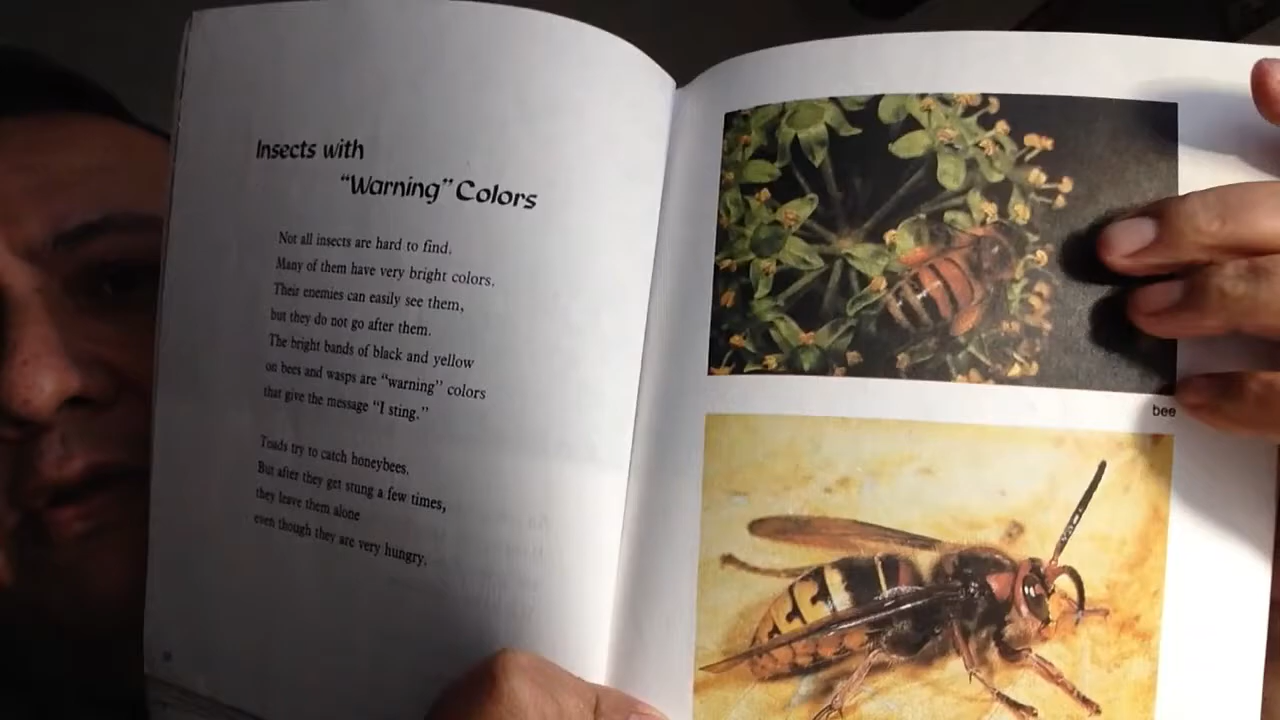 Insects with
"Warning" Colors
Not all insects are hard to find.
Many of them have very bright colors.
Their enemies can easily see them,
but they do not go after them.
The bright bands of black and yellow
on bees and wasps are "warning" colors
that give the message "I sting."
Toads try to catch honeybees.
But after they get stung a few times,
they leave them alone
even though they are very hungry.
bee